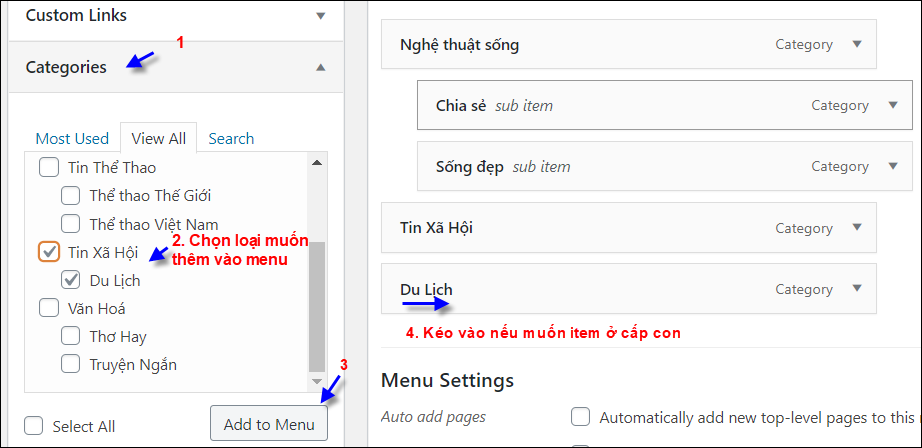 Custom Links
1
Categories
Most Used View All Search
Tin Thể Thao
Thể thao Thế Giới
Thể thao Việt Nam
Tin Xã Hội
2. Chọn loại muốn
thêm vào menu
Du Lịch
Văn Hoá
Thơ Hay
Truyện Ngắn
3
Select All
Add to Menu
Nghệ thuật sống Category
Chia sẻ sub item Category
Sống đẹp sub item Category
Tin Xã Hội Category
Du Lịch Category
4. Kéo vào nếu muốn item ở cấp con
Menu Settings
Auto add pages Automatically add new top-level pages to this